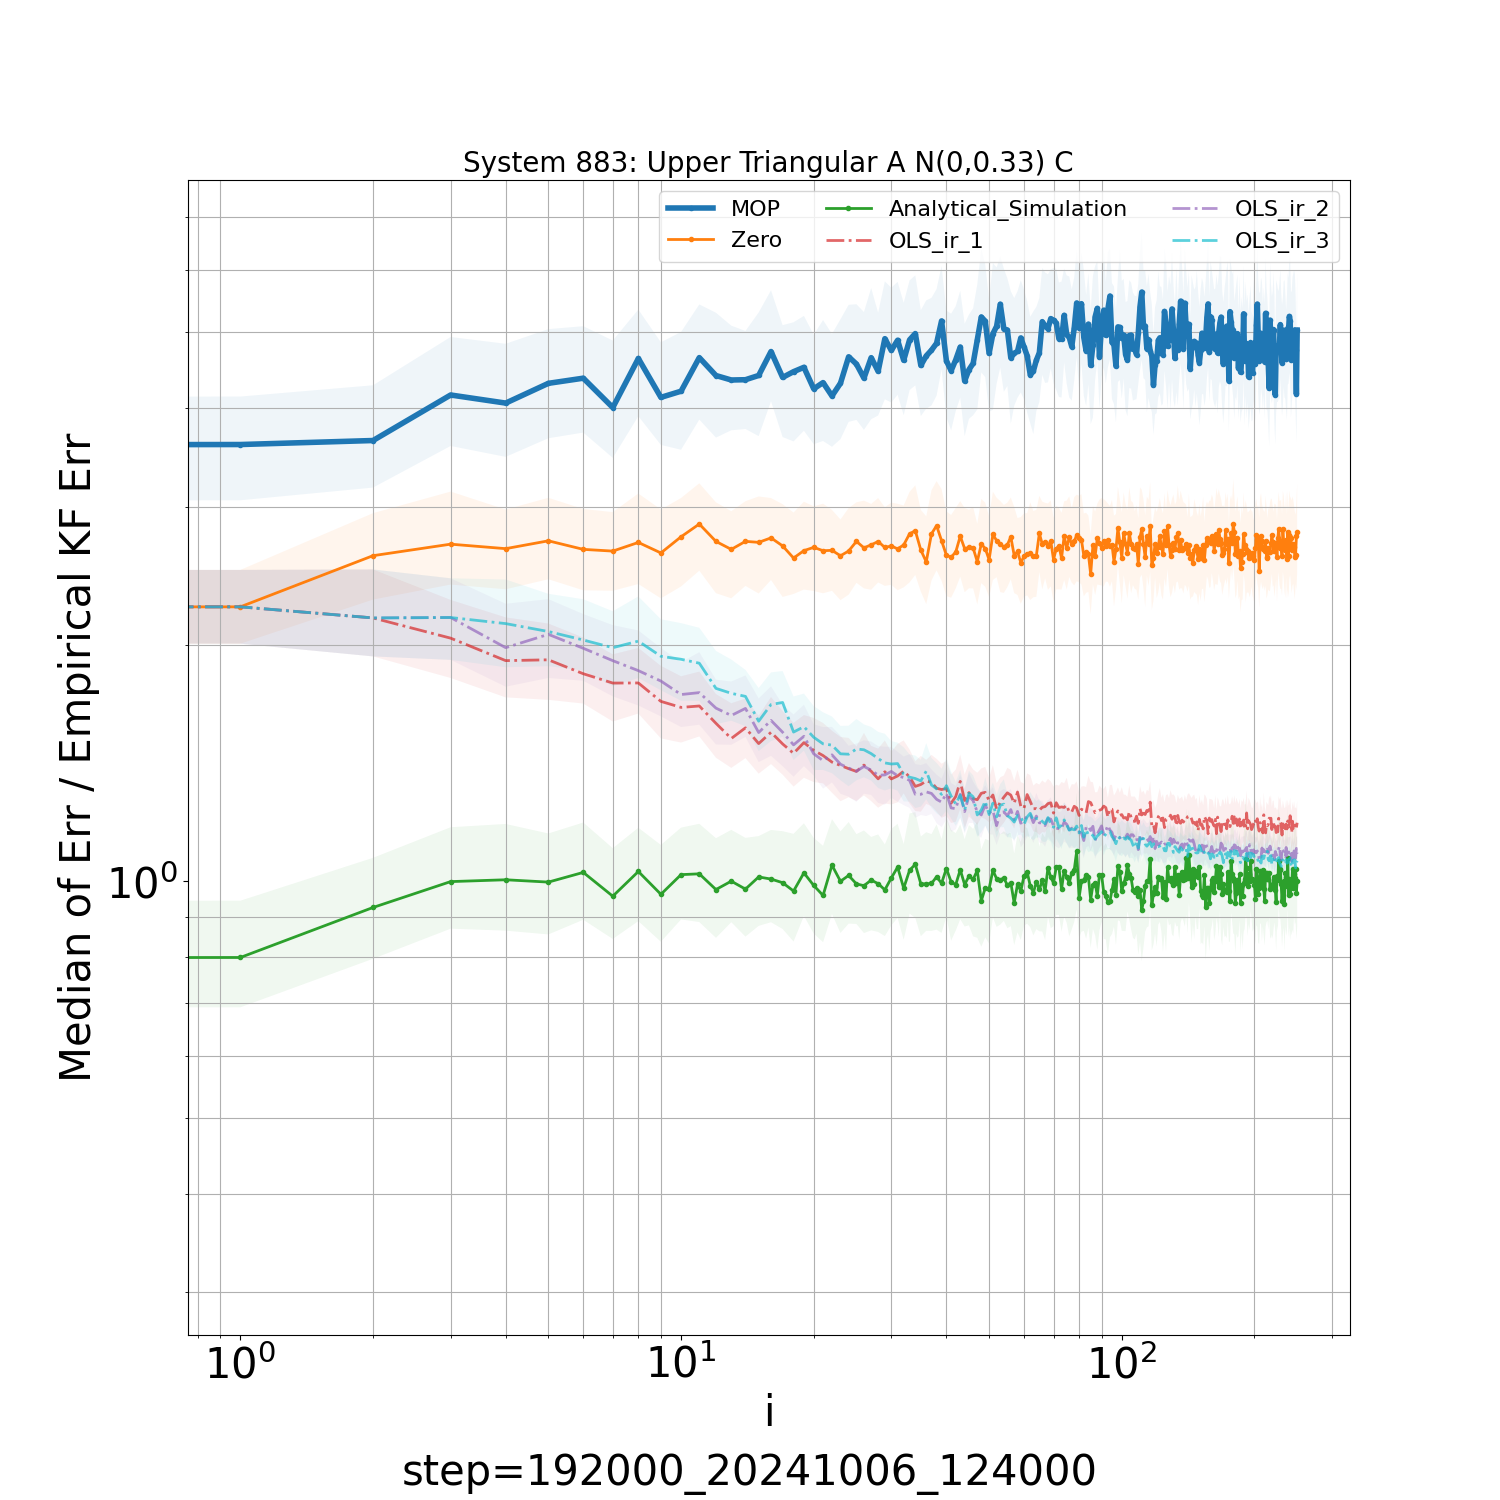 System 883: Upper Triangular A N(0,0.33) C
MOP
Zero
Analytical_Simulation
OLS_ir_1
OLS_ir_2
OLS_ir_3
Median of Err / Empirical KF Err
10⁰
10⁰ 10¹ 10²
i
step=192000_20241006_124000